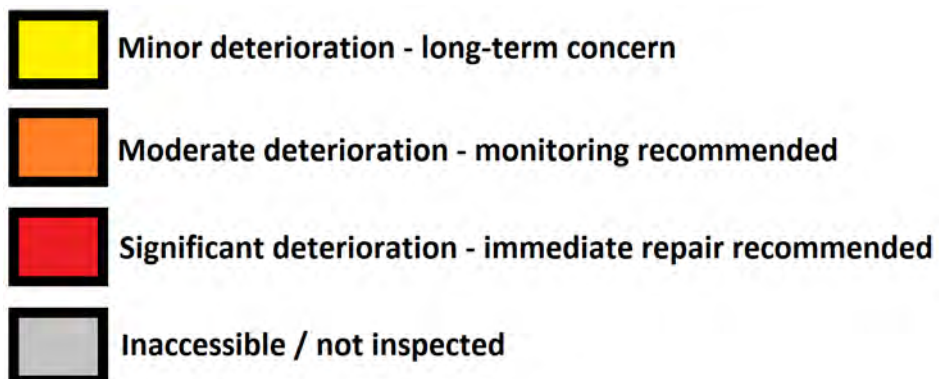 Minor deterioration - long-term concern
Moderate deterioration - monitoring recommended
Significant deterioration - immediate repair recommended
Inaccessible / not inspected